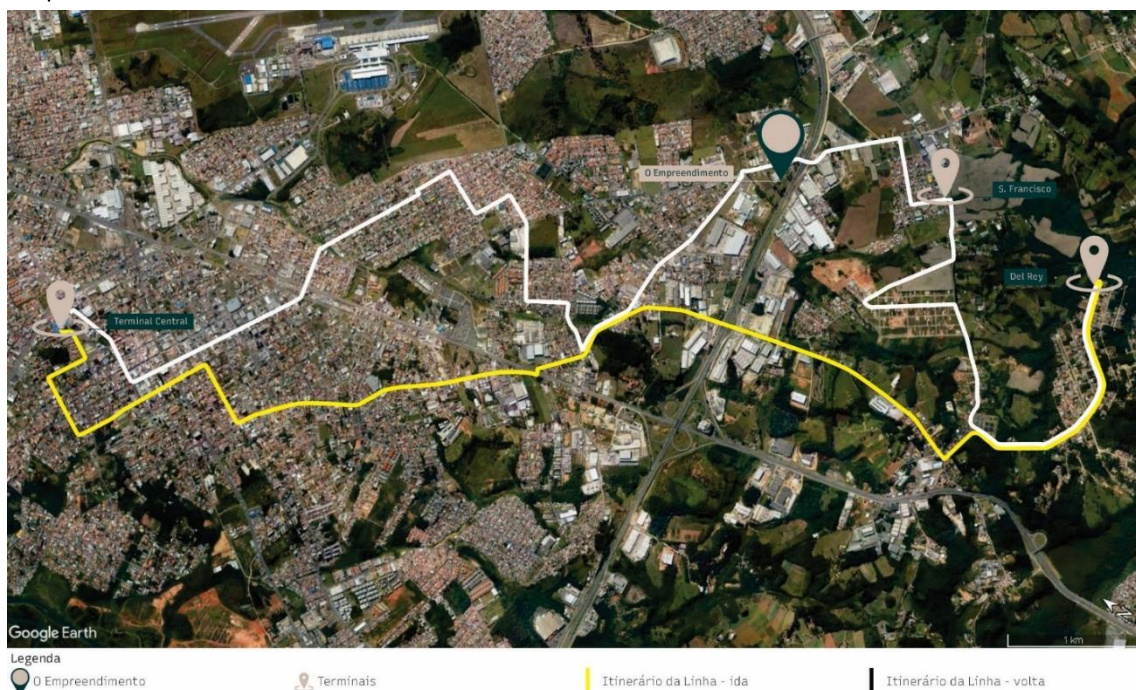 O Empreendimento
S. Francisco
Del Rey
Terminal Central
Google Earth
1 km
Legenda
O Empreendimento
Terminais
Itinerário da Linha - ida
Itinerário da Linha - volta